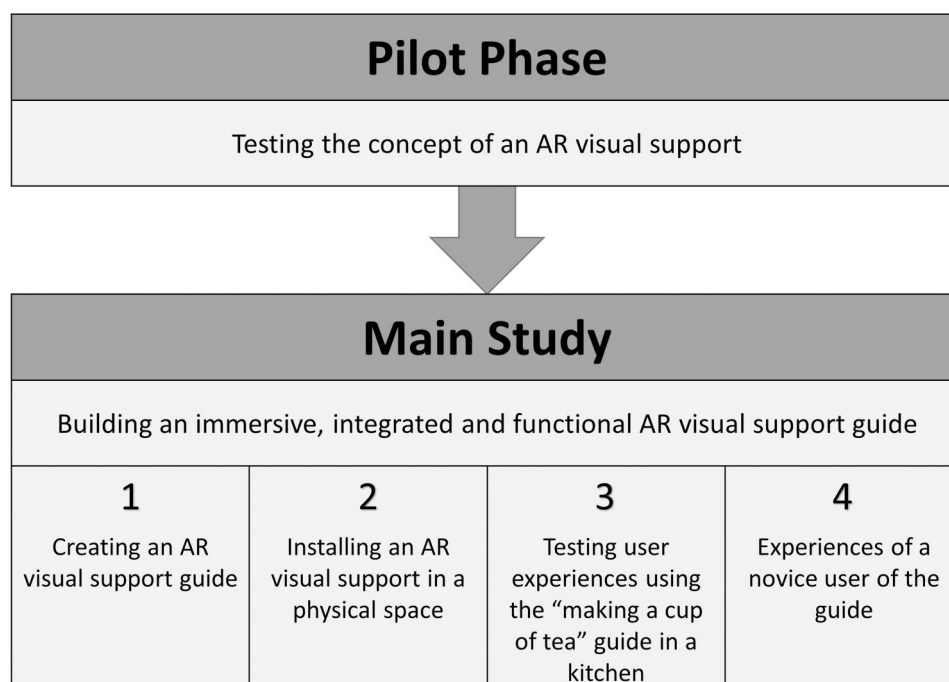 Pilot Phase
Testing the concept of an AR visual support
Main Study
Building an immersive, integrated and functional AR visual support guide
1
Creating an AR
visual support guide
2
Installing an AR
visual support in a
physical space
3
Testing user
experiences using
the “making a cup
of tea” guide in a
kitchen
4
Experiences of a
novice user of the
guide